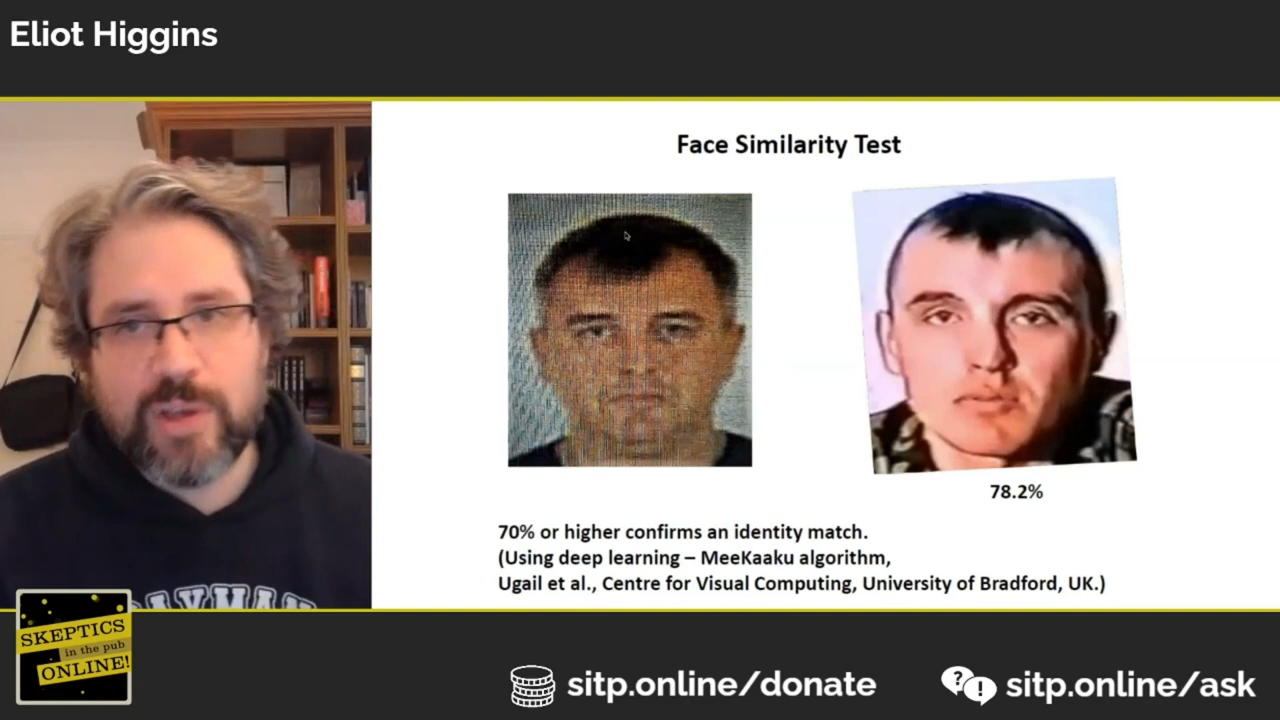 Eliot Higgins
Face Similarity Test
78.2%
70% or higher confirms an identity match.
(Using deep learning – MeeKaaku algorithm,
Ugail et al., Centre for Visual Computing, University of Bradford, UK.)
SKEPTICS
in the pub
ONLINE!
sitp.online/donate
? !
sitp.online/ask